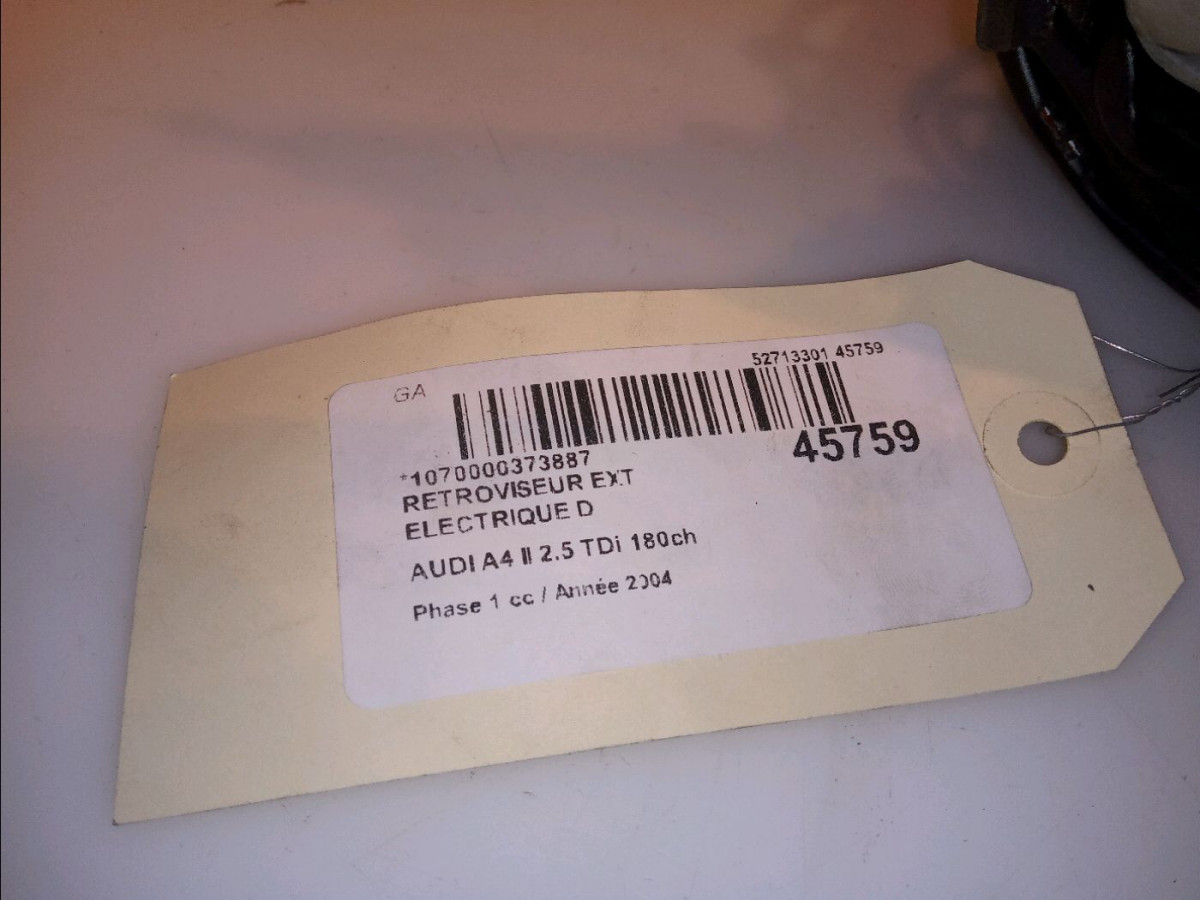 GA
52713301 45759
45759
*1070000373887
RETROVISEUR EXT
ELECTRIQUE D
AUDI A4 II 2.5 TDi 180ch
Phase 1 cc / Année 2004